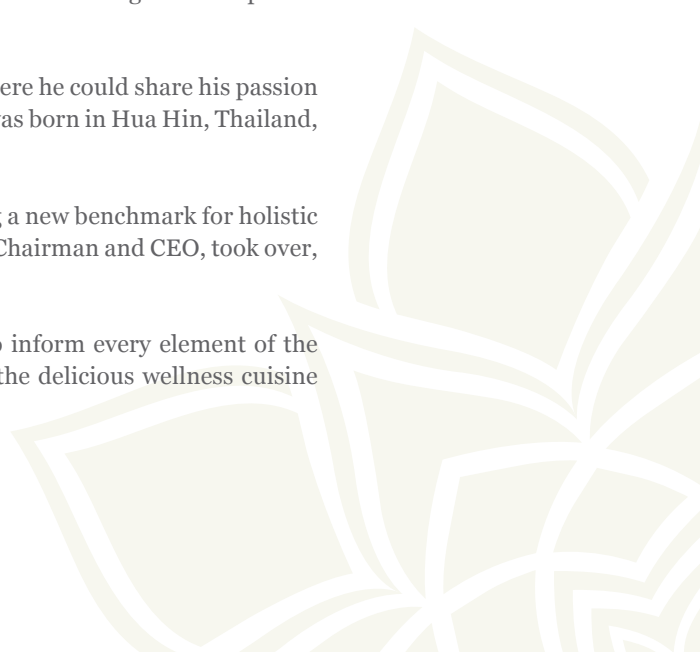 ere he could share his passion
as born in Hua Hin, Thailand,
a new benchmark for holistic
Chairman and CEO, took over,
inform every element of the
the delicious wellness cuisine